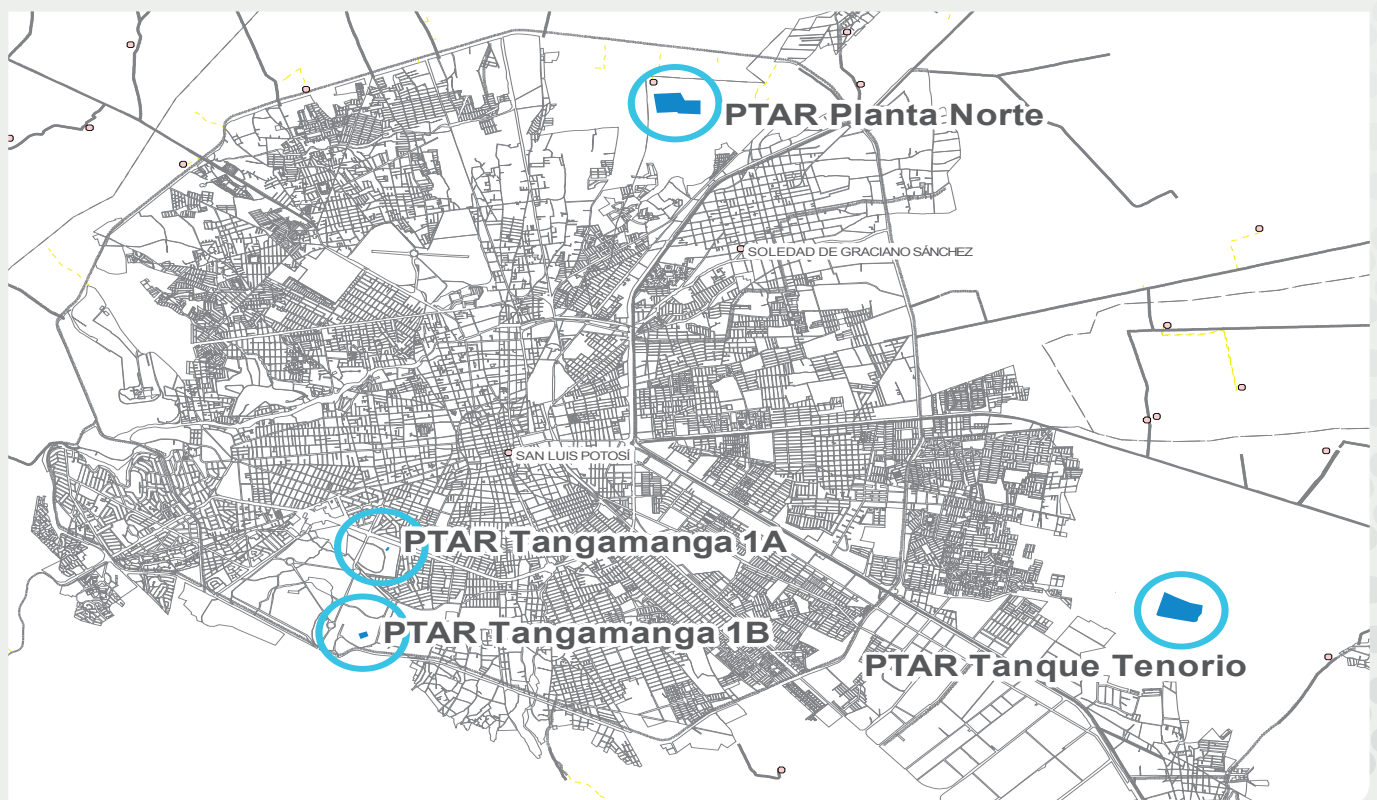 PTAR Planta Norte
SOLEDAD DE GRACIANO SÁNCHEZ
SAN LUIS POTOSÍ
PTAR Tangamanga 1A
PTAR Tangamanga 1B
PTAR Tanque Tenorio